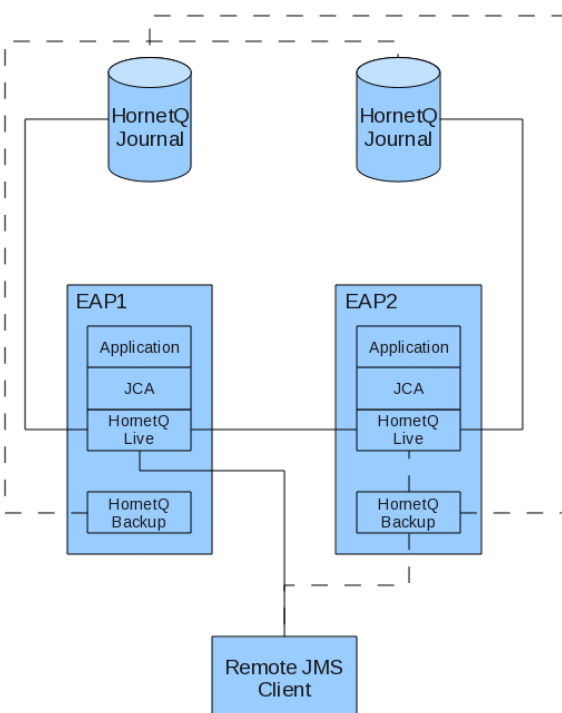 HornetQ
Journal
HornetQ
Journal
EAP1
Application
JCA
HornetQ
Live
HornetQ
Backup
EAP2
Application
JCA
HornetQ
Live
HornetQ
Backup
Remote JMS
Client